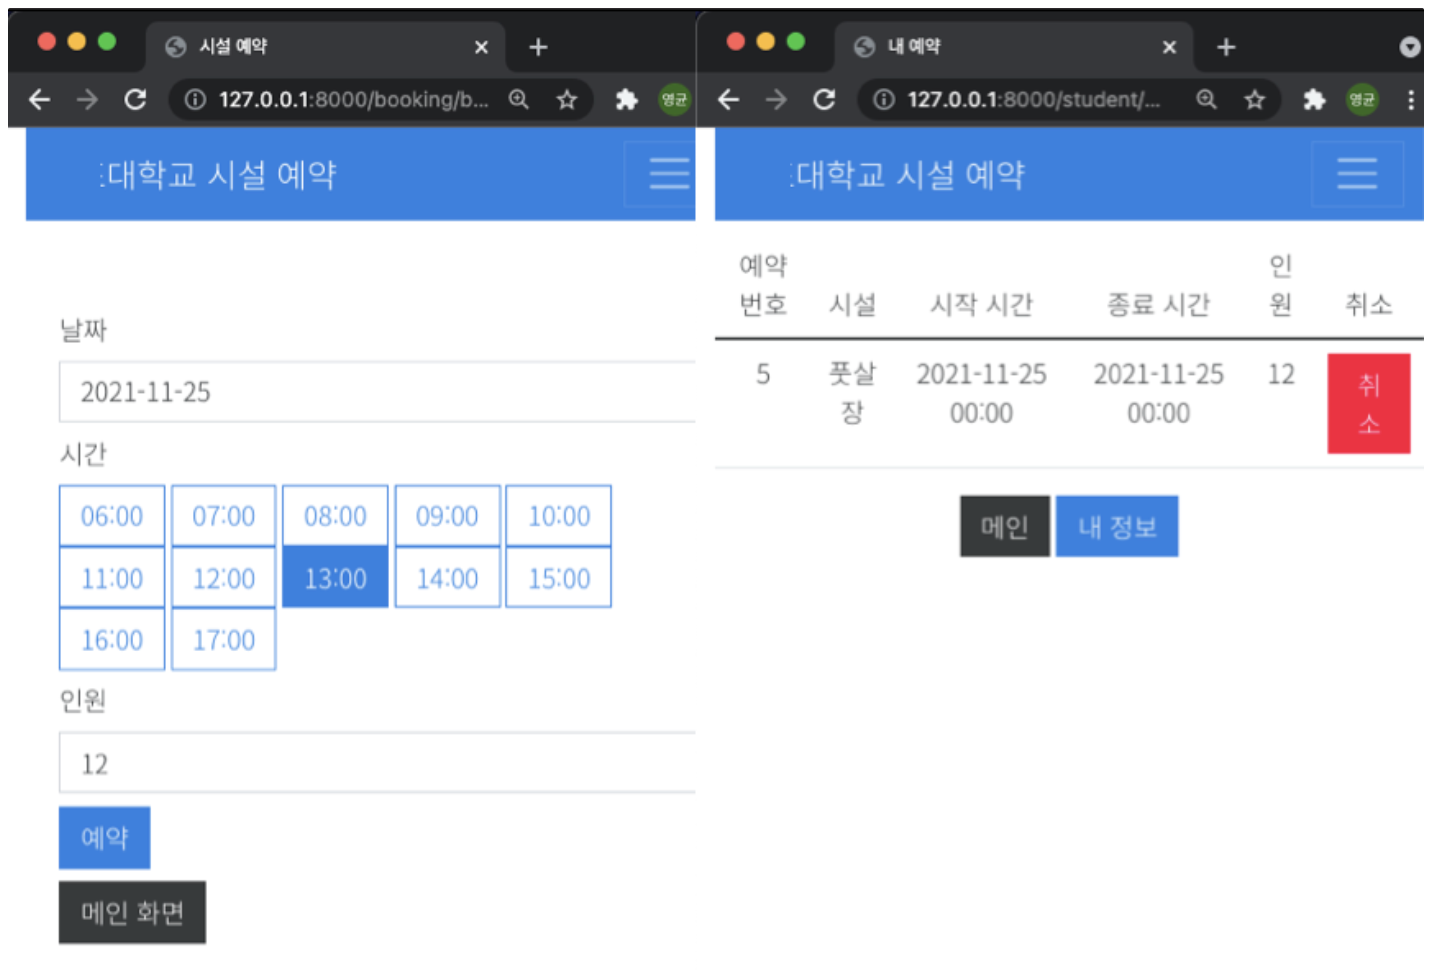 시설 예약
127.0.0.1:8000/booking/b...
영균
대학교 시설 예약
날짜
2021-11-25
시간
06:00 07:00 08:00 09:00 10:00
11:00 12:00 13:00 14:00 15:00
16:00 17:00
인원
12
예약
메인 화면
내 예약
127.0.0.1:8000/student/...
영균
대학교 시설 예약
예약
번호
시설
시작 시간
종료 시간
인
원
취소
5
풋살
장
2021-11-25
00:00
2021-11-25
00:00
12
취
소
메인
내 정보